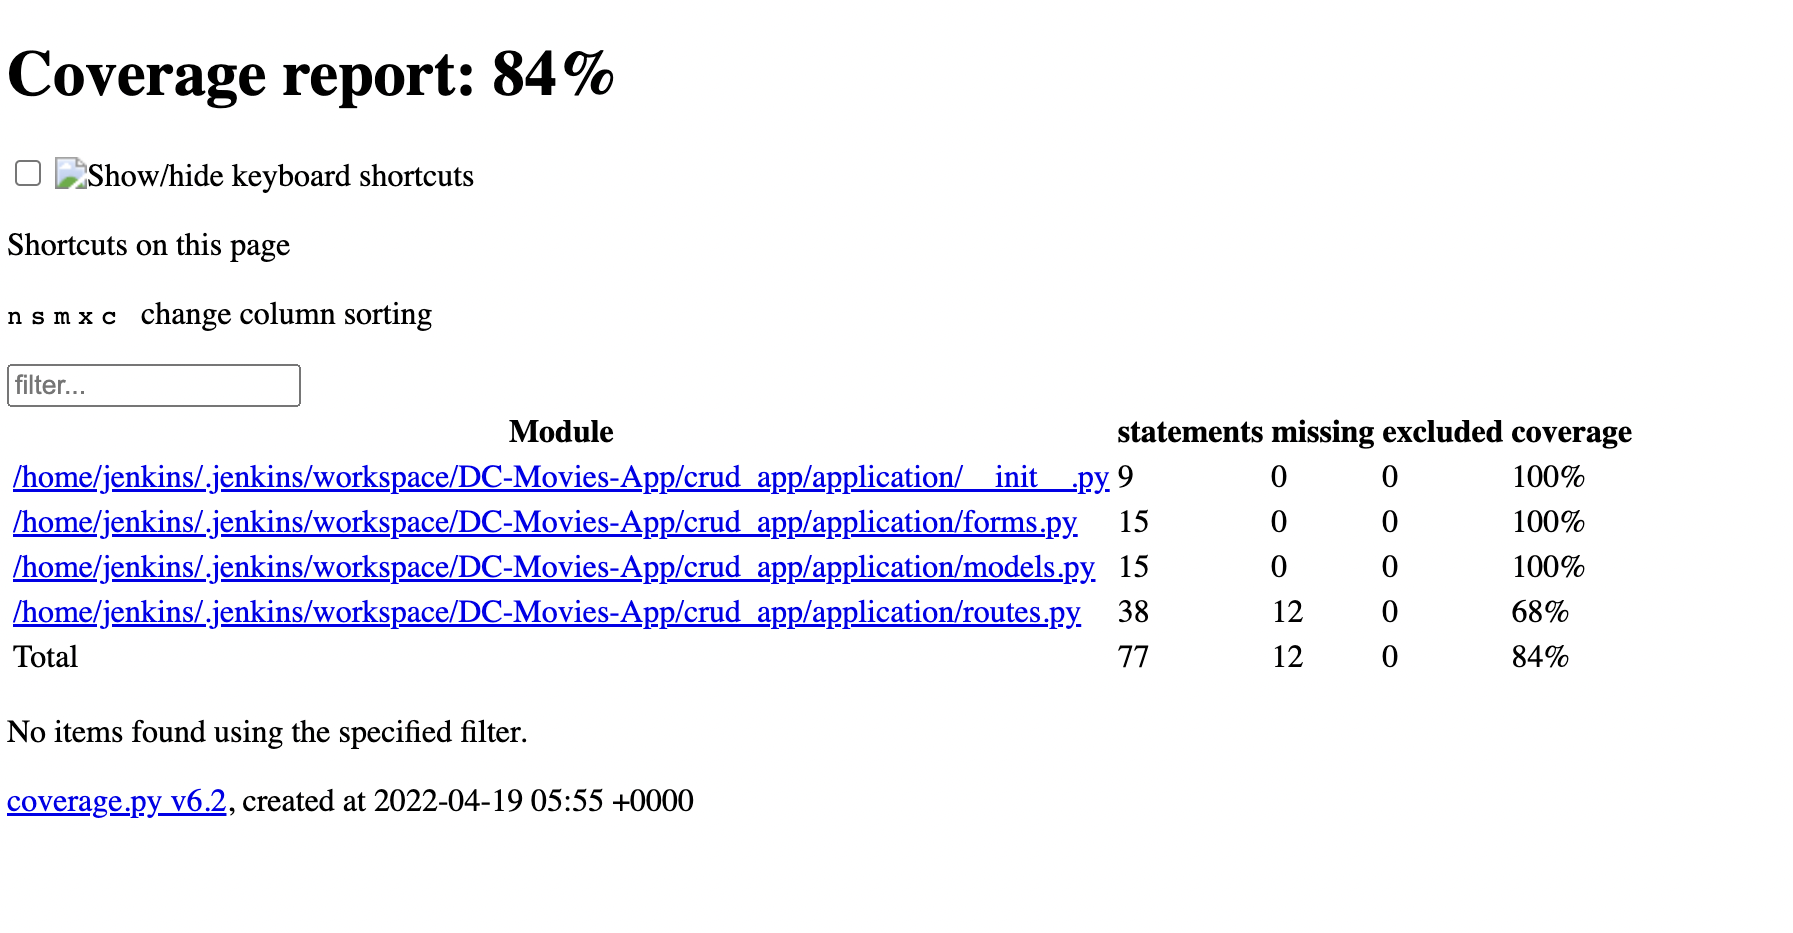 Coverage report: 84%
Show/hide keyboard shortcuts
Shortcuts on this page
n s m x c change column sorting
filter...
Module statements missing excluded coverage
/home/jenkins/.jenkins/workspace/DC-Movies-App/crud_app/application/__init__.py 9 0 0 100%
/home/jenkins/.jenkins/workspace/DC-Movies-App/crud_app/application/forms.py 15 0 0 100%
/home/jenkins/.jenkins/workspace/DC-Movies-App/crud_app/application/models.py 15 0 0 100%
/home/jenkins/.jenkins/workspace/DC-Movies-App/crud_app/application/routes.py 38 12 0 68%
Total 77 12 0 84%
No items found using the specified filter.
coverage.py v6.2, created at 2022-04-19 05:55 +0000